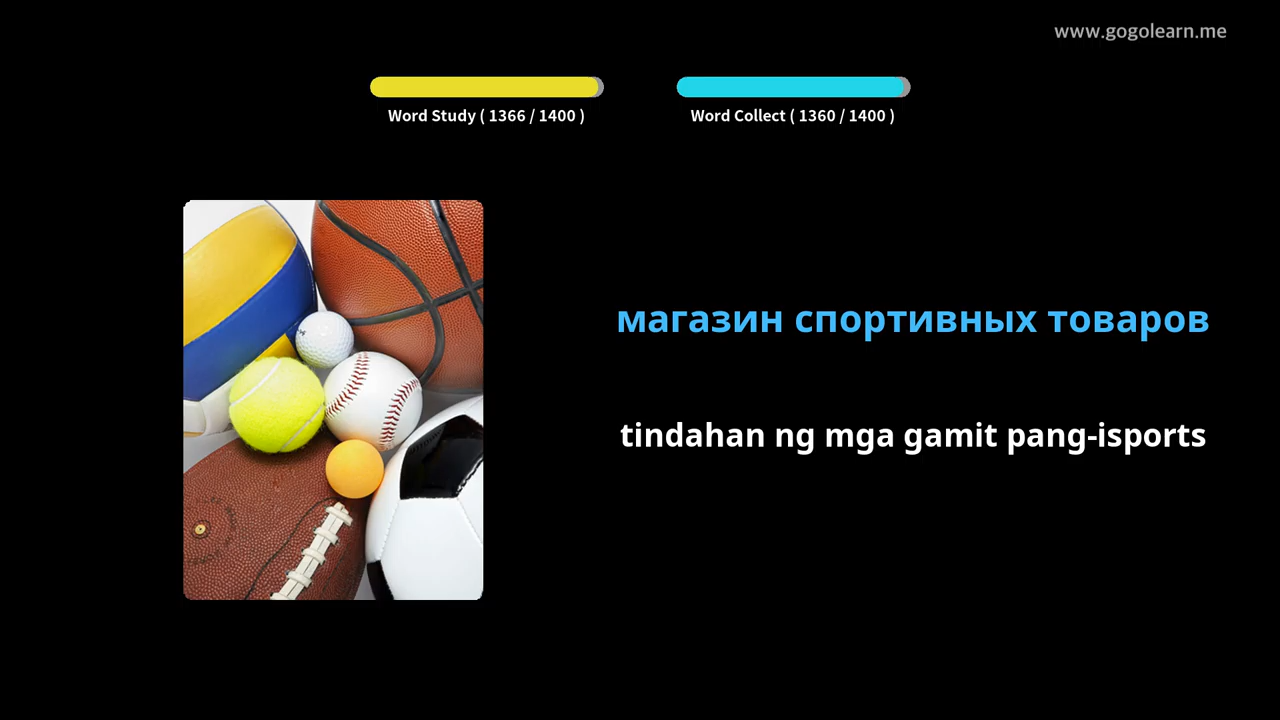 www.gogolearn.me
Word Study ( 1366 / 1400 )
Word Collect ( 1360 / 1400 )
магазин спортивных товаров
tindahan ng mga gamit pang-isports